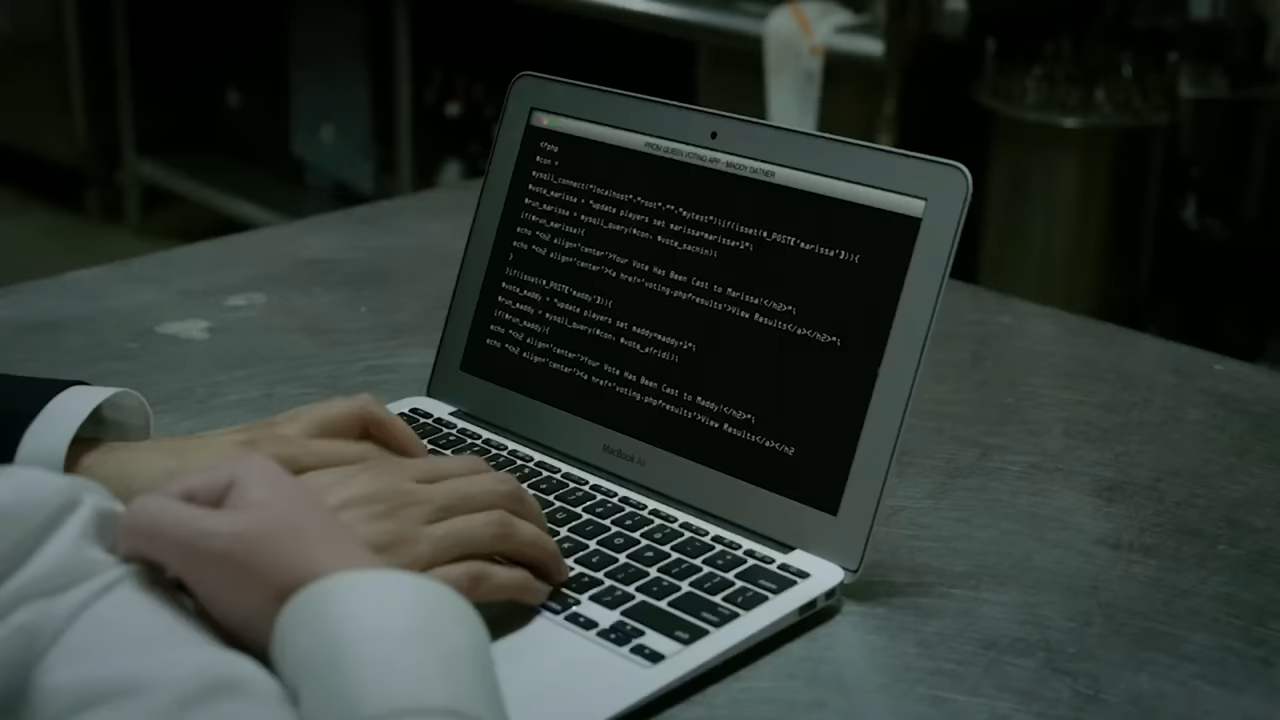 PROM QUEEN VOTING APP - MADDY DATNER
<?php
$con =
mysqli_connect("localhost","root","","mytest");if(isset($_POST['marissa'])){
$vote_marissa = "update players set marissa=marissa+1";
$run_marissa = mysqli_query($con, $vote_sachin);
if($run_marissa){
echo "<h2 align='center'>Your Vote Has Been Cast to Marissa!</h2>";
echo "<h2 align='center'><a href='voting.php?results'>View Results</a></h2>";
}
}if(isset($_POST['maddy'])){
$vote_maddy = "update players set maddy=maddy+1";
$run_maddy = mysqli_query($con, $vote_afridi);
if($run_maddy){
echo "<h2 align='center'>Your Vote Has Been Cast to Maddy!</h2>";
echo "<h2 align='center'><a href='voting.php?results'>View Results</a></h2
MacBook Air